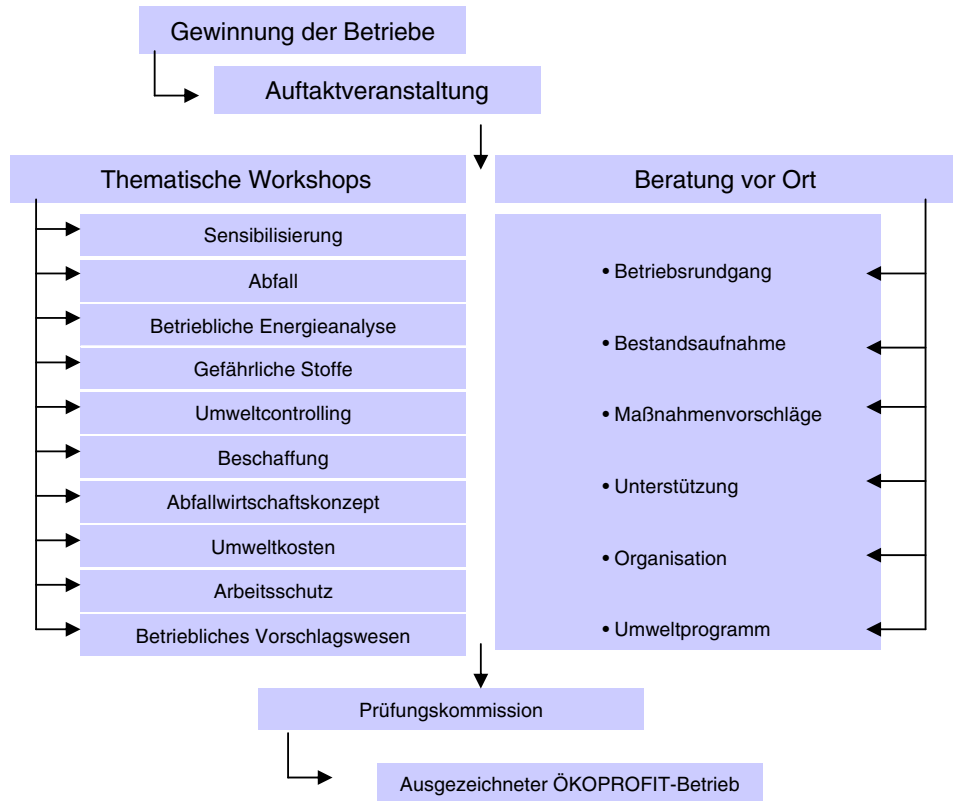 Gewinnung der Betriebe
Auftaktveranstaltung
Thematische Workshops
Sensibilisierung
Abfall
Betriebliche Energieanalyse
Gefährliche Stoffe
Umweltcontrolling
Beschaffung
Abfallwirtschaftskonzept
Umweltkosten
Arbeitsschutz
Betriebliches Vorschlagswesen
Beratung vor Ort
• Betriebsrundgang
• Bestandsaufnahme
• Maßnahmenvorschläge
• Unterstützung
• Organisation
• Umweltprogramm
Prüfungskommission
Ausgezeichneter ÖKOPROFIT-Betrieb